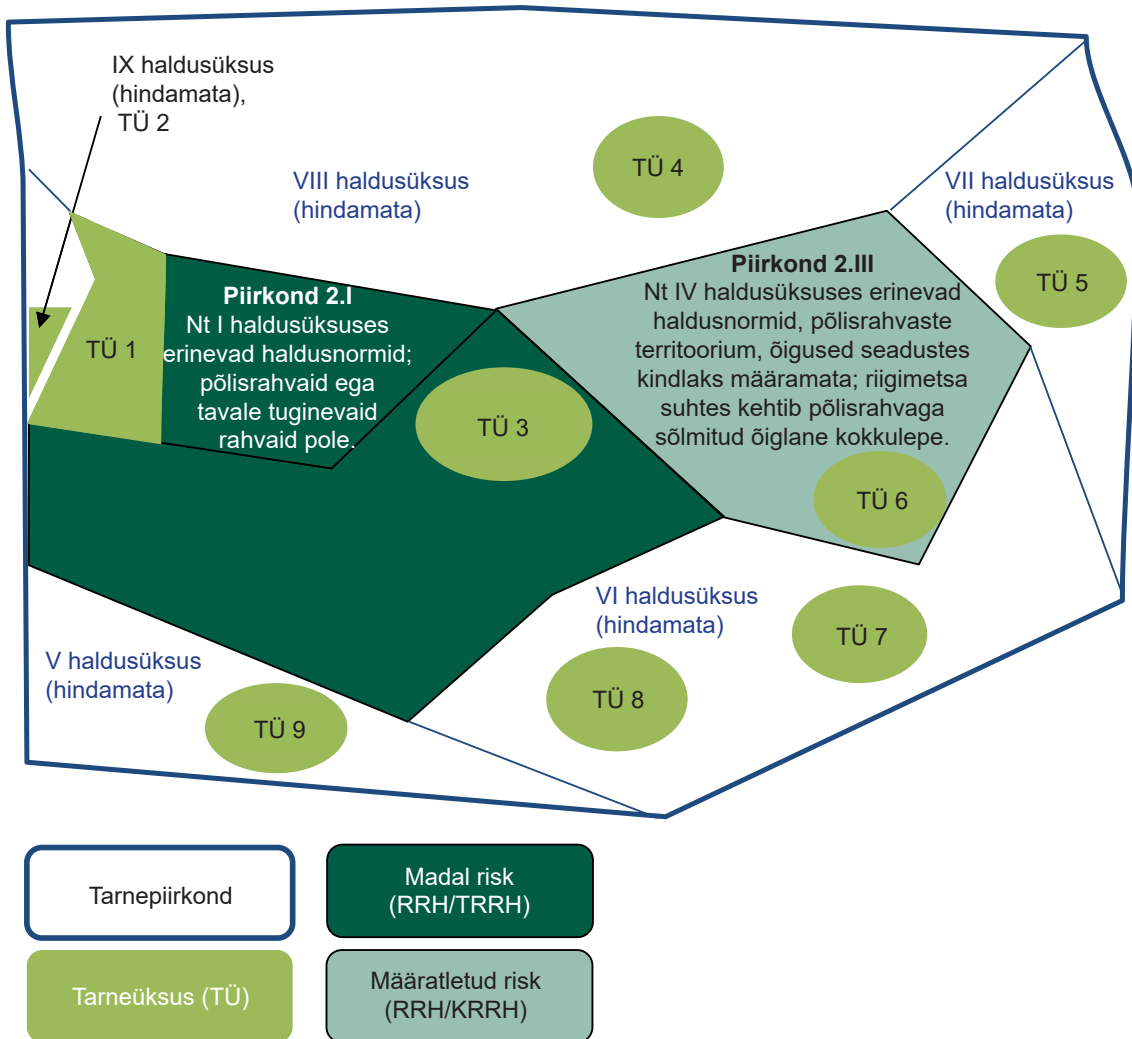 IX haldusüksus
(hindamata),
TÜ 2
VIII haldusüksus
(hindamata)
TÜ 4
VII haldusüksus
(hindamata)
TÜ 5
TÜ 1
Piirkond 2.I
Nt I haldusüksuses
erinevad haldusnormid;
põlisrahvaid ega
tavale tuginevaid
rahvaid pole.
TÜ 3
Piirkond 2.III
Nt IV haldusüksuses erinevad
haldusnormid, põlisrahvaste
territoorium, õigused seadustes
kindlaks määramata; riigimetsa
suhtes kehtib põlisrahvaga
sõlmitud õiglane kokkulepe.
TÜ 6
VI haldusüksus
(hindamata)
TÜ 7
TÜ 8
V haldusüksus
(hindamata)
TÜ 9
Tarnepiirkond
Madal risk
(RRH/TRRH)
Tarneüksus (TÜ)
Määratletud risk
(RRH/KRRH)